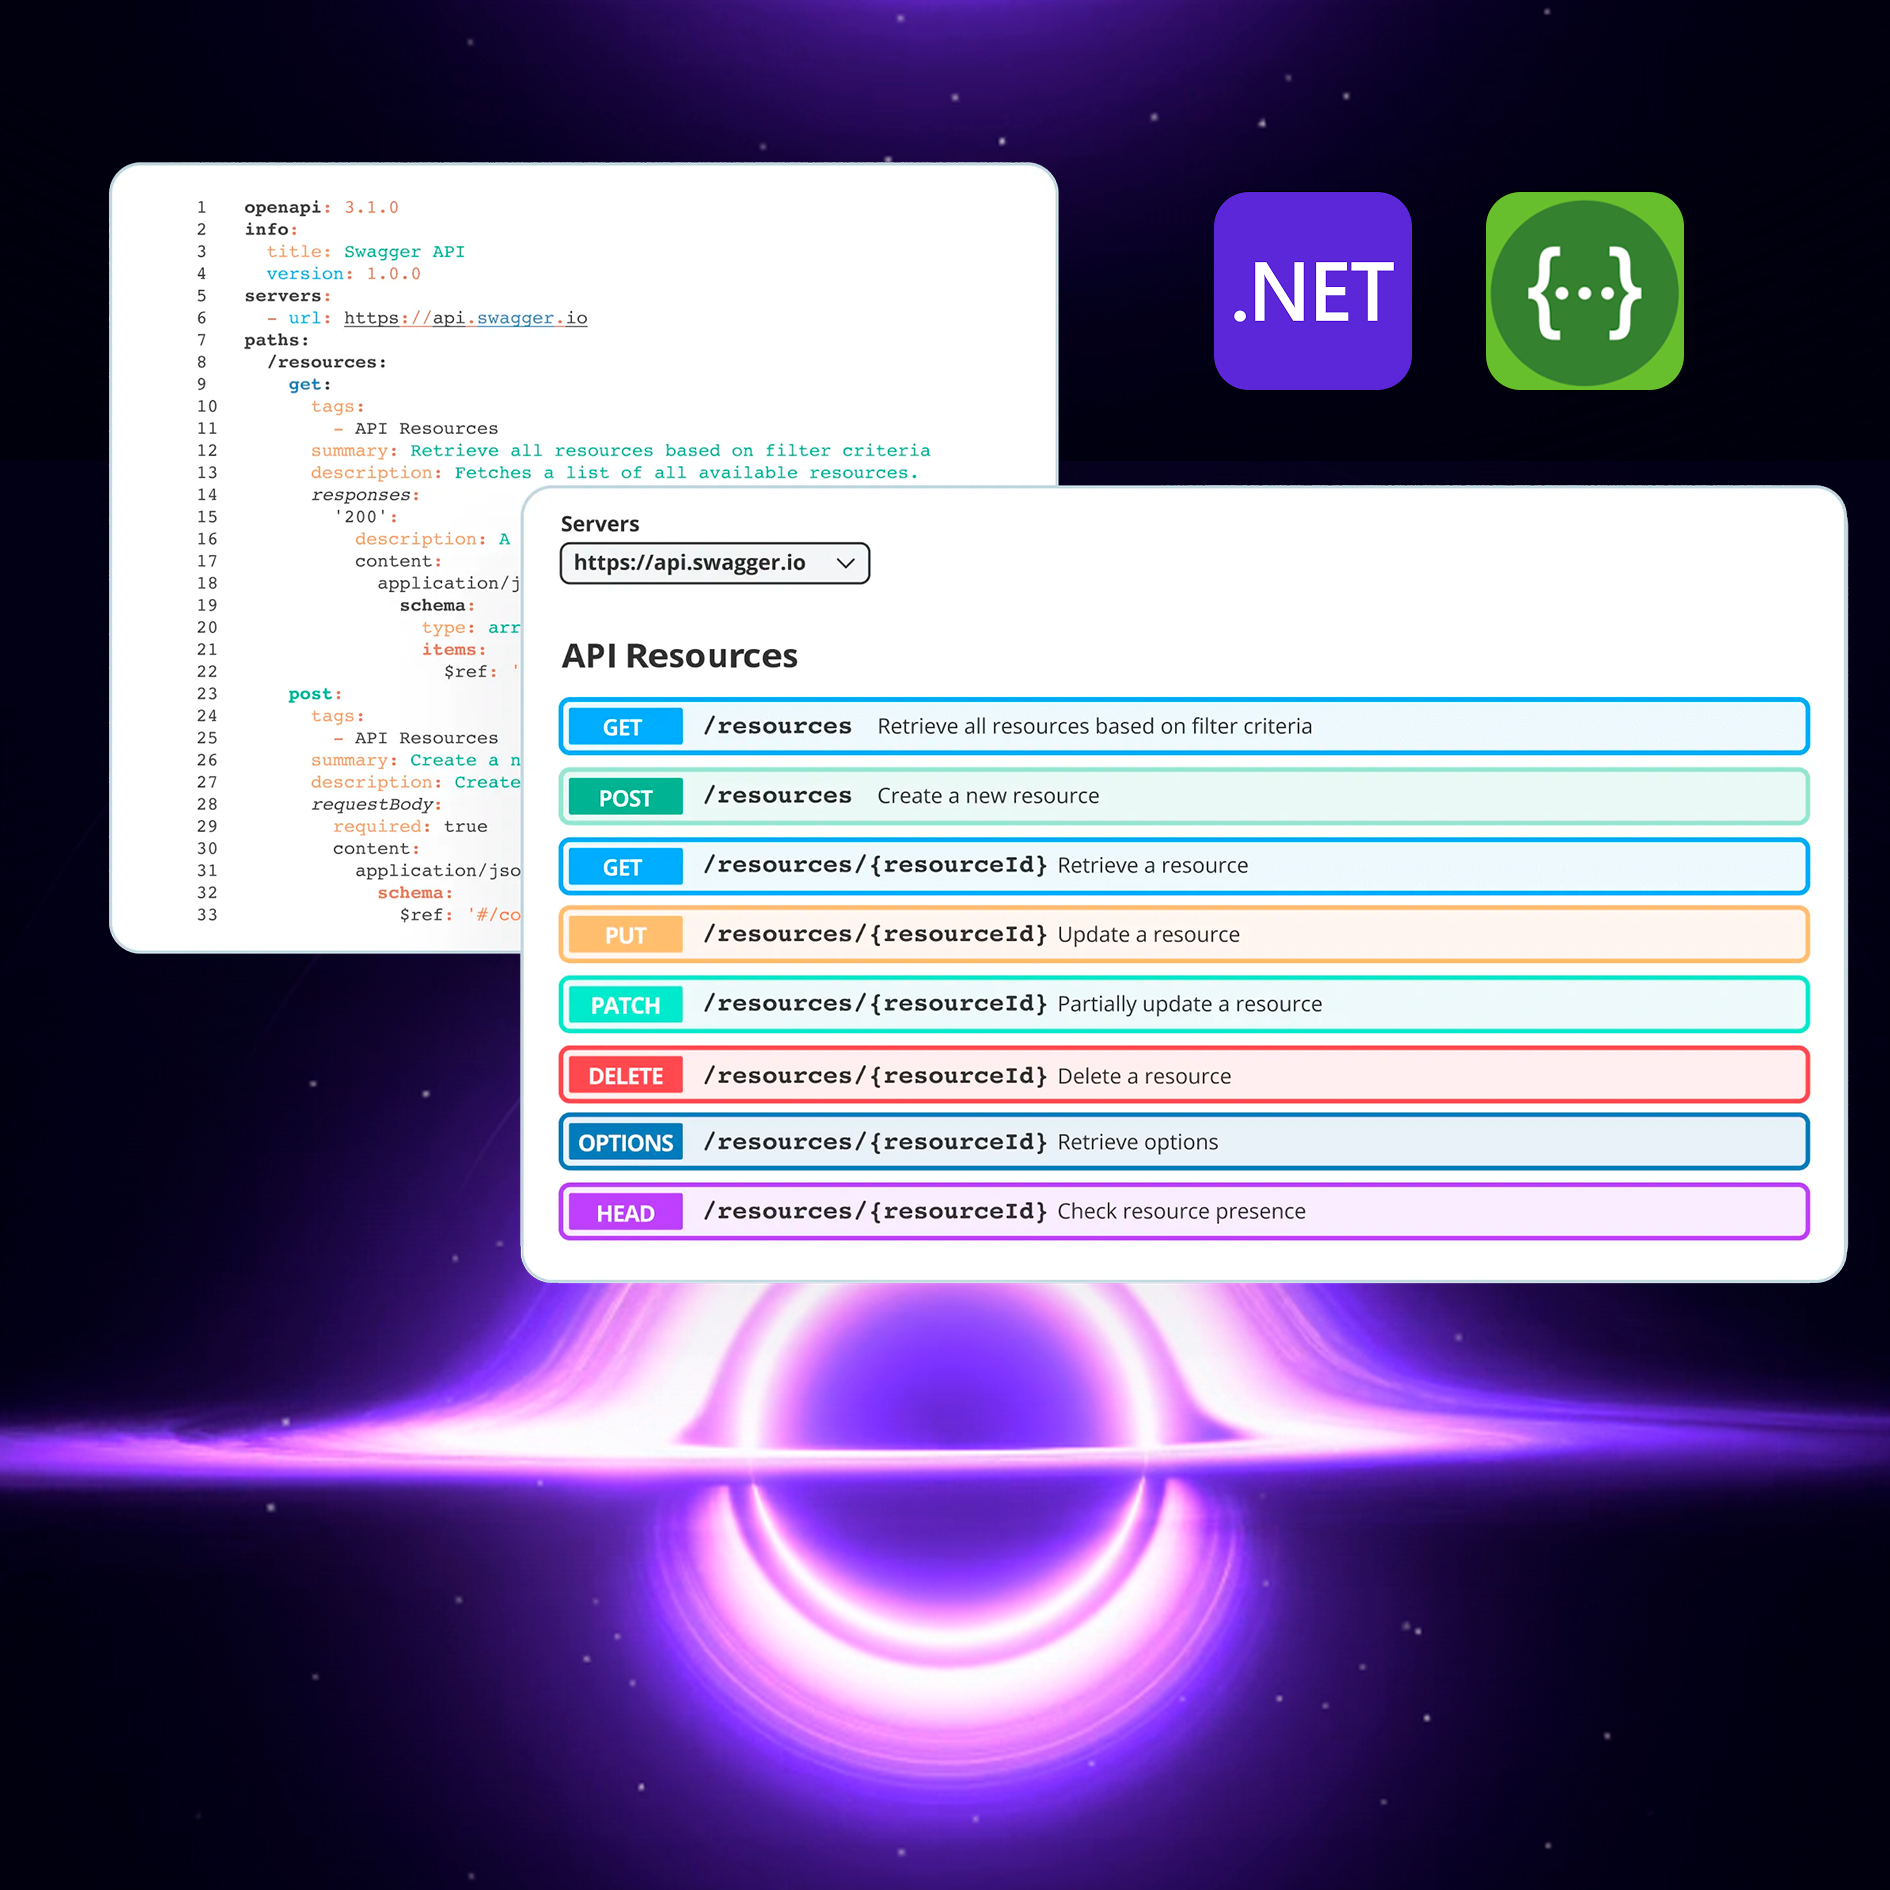 1 openapi: 3.1.0
2 info:
3 title: Swagger API
4 version: 1.0.0
5 servers:
6 - url: https://api.swagger.io
7 paths:
8 /resources:
9 get:
10 tags:
11 - API Resources
12 summary: Retrieve all resources based on filter criteria
13 description: Fetches a list of all available resources.
14 responses:
15 '200':
16 description: A
17 content:
18 application/j
19 schema:
20 type: arr
21 items:
22 $ref: '
23 post:
24 tags:
25 - API Resources
26 summary: Create a n
27 description: Create
28 requestBody:
29 required: true
30 content:
31 application/jso
32 schema:
33 $ref: '#/co
.NET
{···}
Servers
https://api.swagger.io
API Resources
GET /resources Retrieve all resources based on filter criteria
POST /resources Create a new resource
GET /resources/{resourceId} Retrieve a resource
PUT /resources/{resourceId} Update a resource
PATCH /resources/{resourceId} Partially update a resource
DELETE /resources/{resourceId} Delete a resource
OPTIONS /resources/{resourceId} Retrieve options
HEAD /resources/{resourceId} Check resource presence